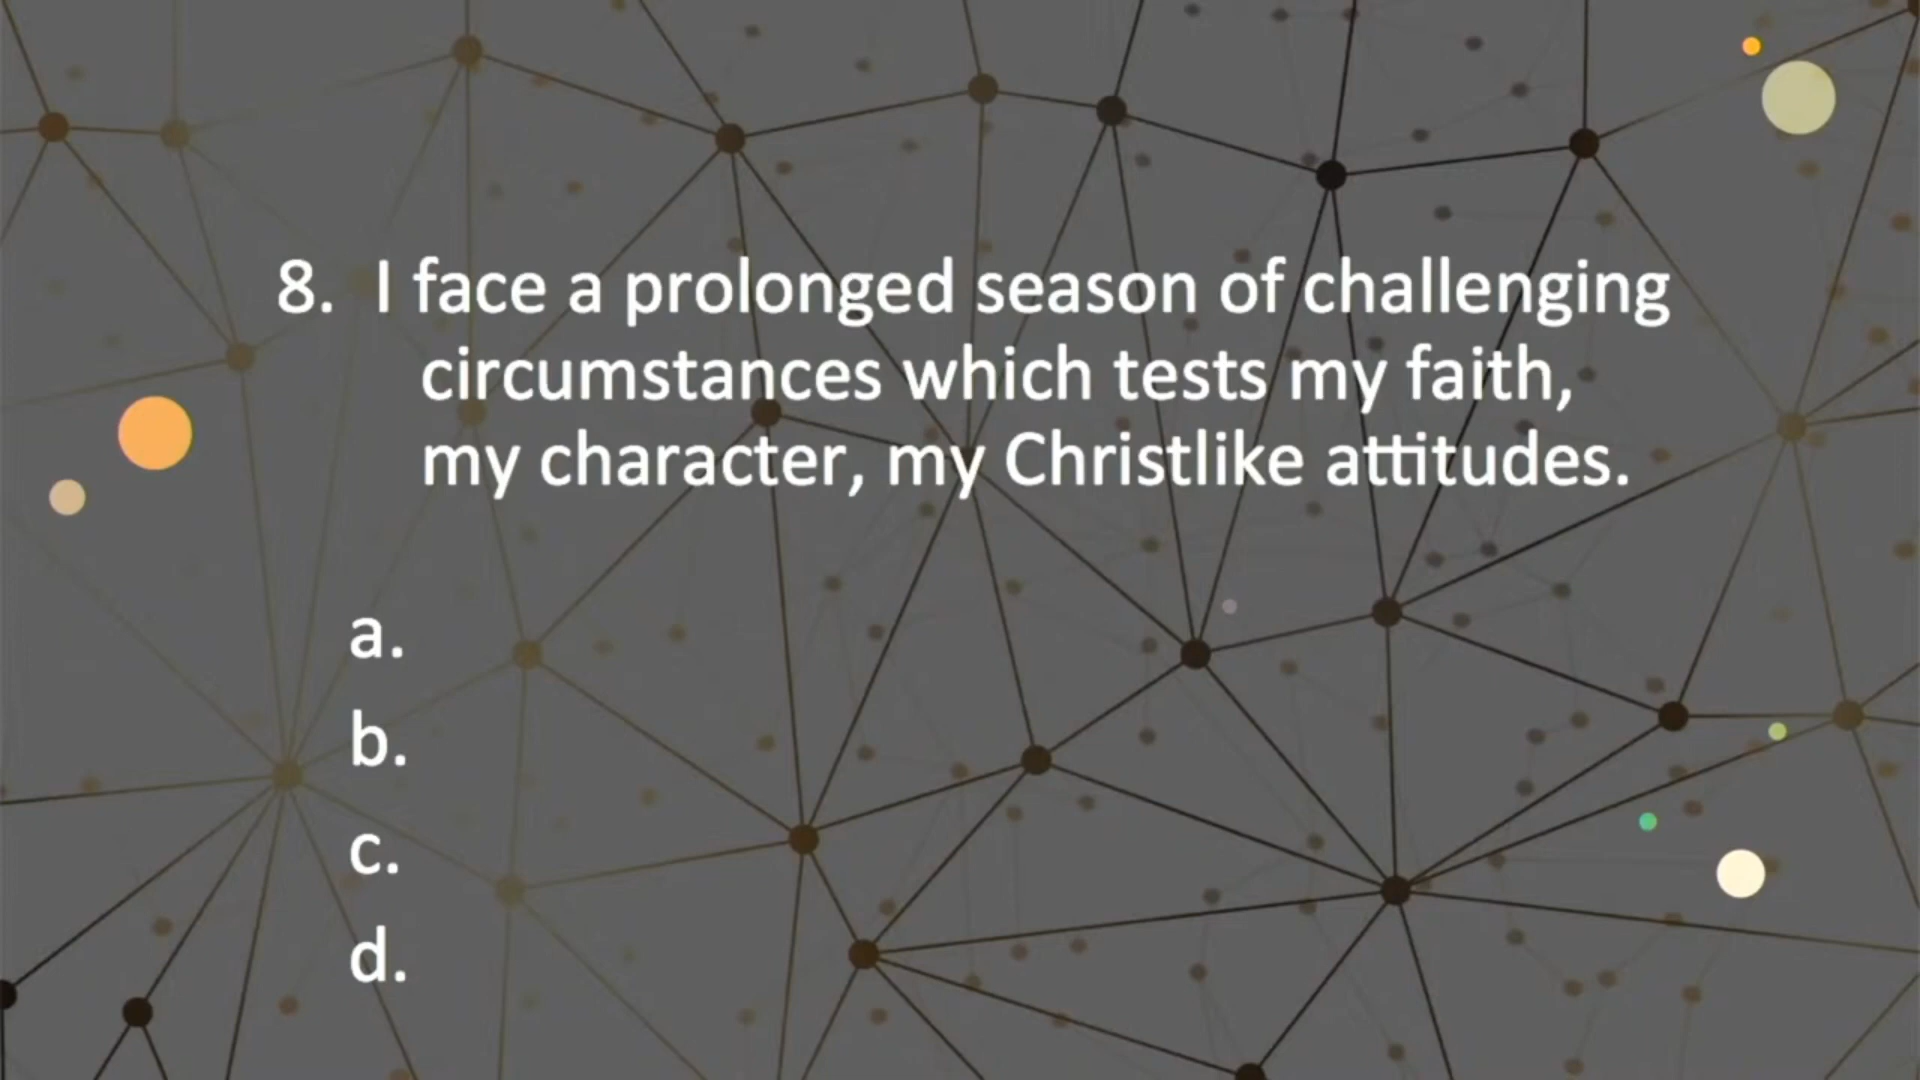 8. I face a prolonged season of challenging
circumstances which tests my faith,
my character, my Christlike attitudes.
a.
b.
c.
d.